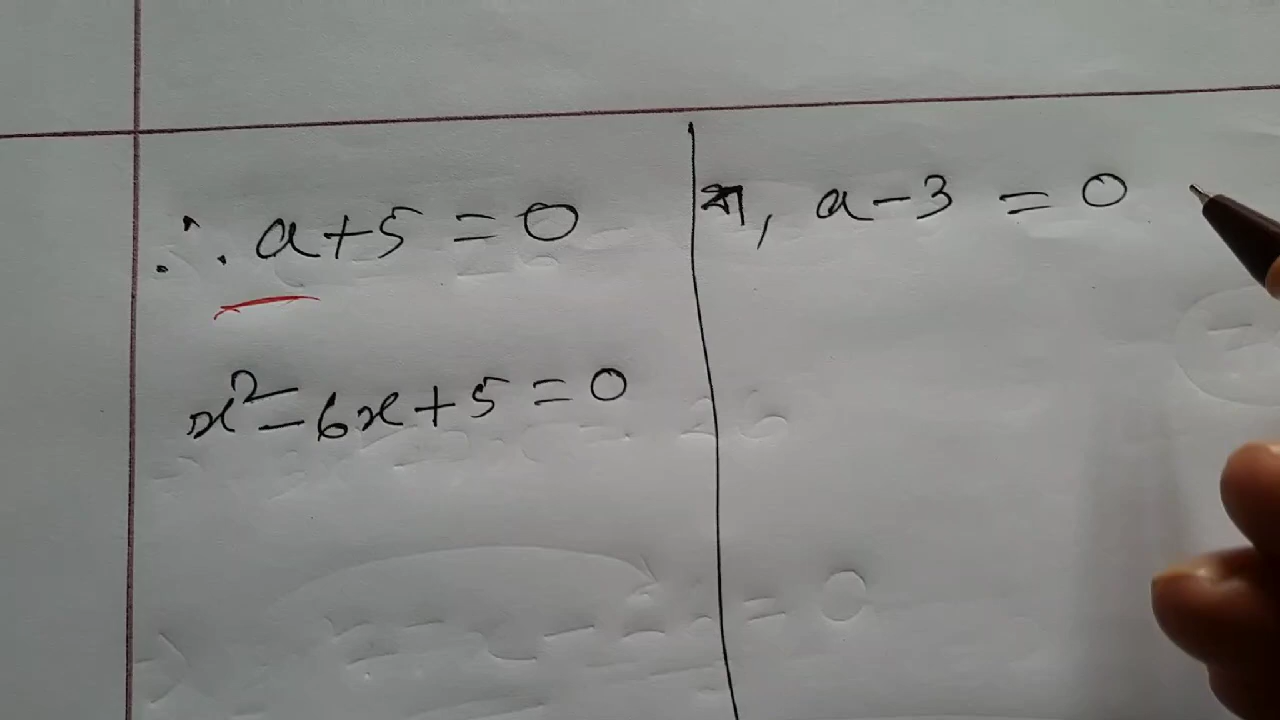 ∴ a+5 = 0
x²-6x+5 = 0
বা, a-3 = 0